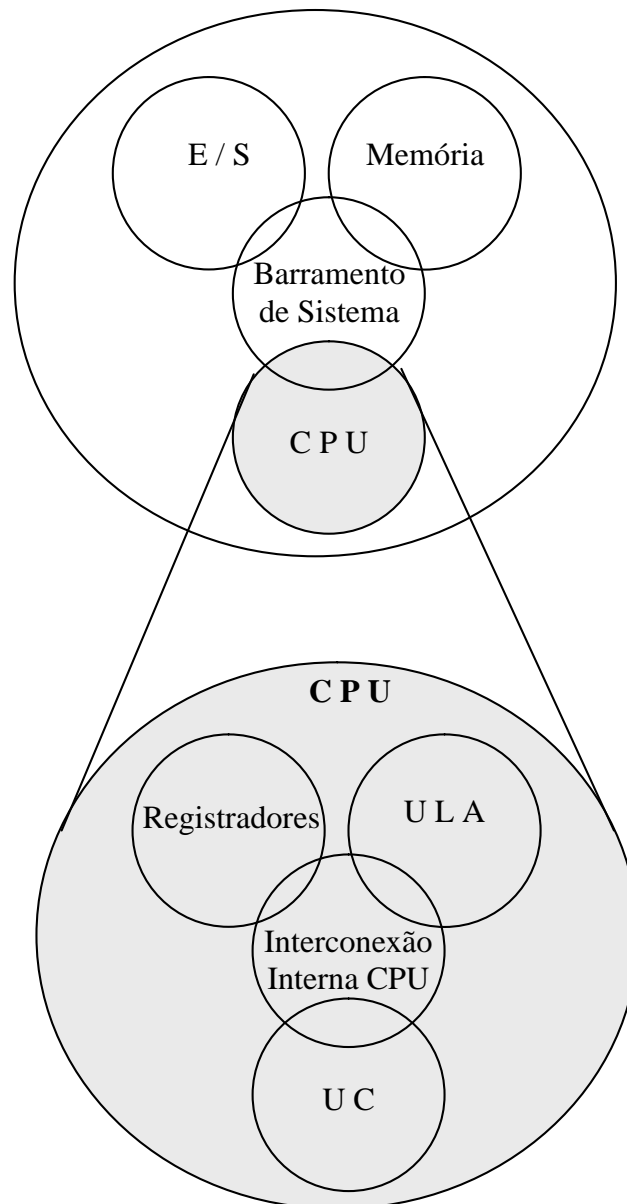 E / S
Memória
Barramento
de Sistema
C P U
C P U
Registradores
U L A
Interconexão
Interna CPU
U C